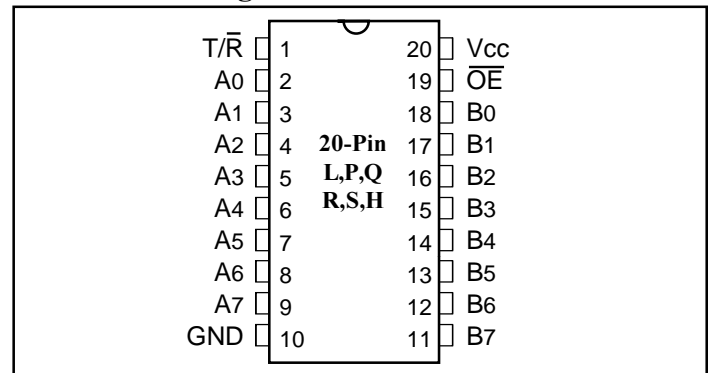 T/R̅ 1 20 Vcc
A0 2 19 O̅E̅
A1 3 18 B0
A2 4 20-Pin 17 B1
A3 5 L,P,Q 16 B2
A4 6 R,S,H 15 B3
A5 7 14 B4
A6 8 13 B5
A7 9 12 B6
GND 10 11 B7